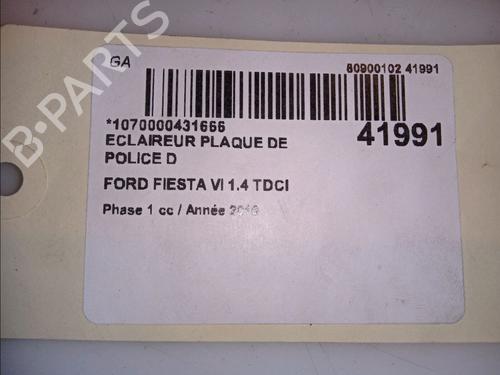 B-PARTS
GA
80900102 41991
*1070000431666
41991
ECLAIREUR PLAQUE DE
POLICE D
FORD FIESTA VI 1.4 TDCI
Phase 1 cc / Année